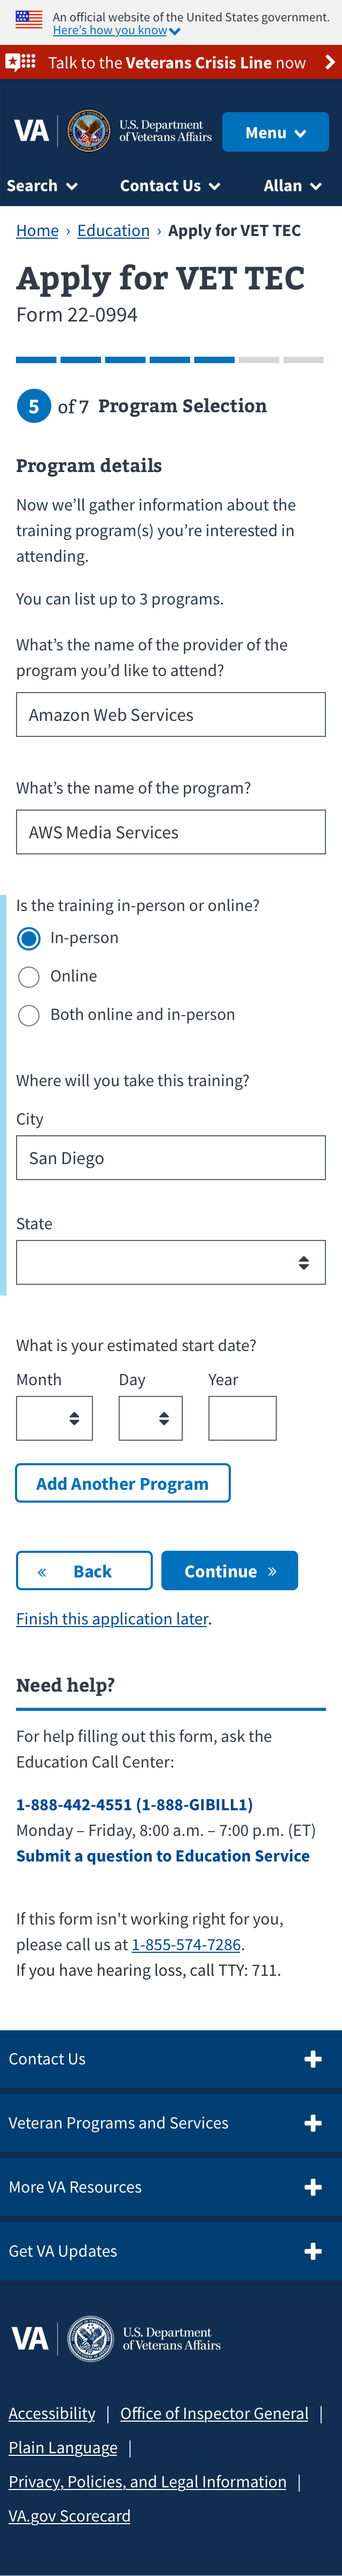 An official website of the United States government.
Here's how you know
Talk to the Veterans Crisis Line now
VA
U.S. Department
of Veterans Affairs
Menu
Search
Contact Us
Allan
Home › Education › Apply for VET TEC
Apply for VET TEC
Form 22-0994
5 of 7 Program Selection
Program details
Now we'll gather information about the
training program(s) you're interested in
attending.
You can list up to 3 programs.
What's the name of the provider of the
program you'd like to attend?
Amazon Web Services
What's the name of the program?
AWS Media Services
Is the training in-person or online?
In-person
Online
Both online and in-person
Where will you take this training?
City
San Diego
State
What is your estimated start date?
Month Day Year
Add Another Program
« Back
Continue »
Finish this application later.
Need help?
For help filling out this form, ask the
Education Call Center:
1-888-442-4551 (1-888-GIBILL1)
Monday – Friday, 8:00 a.m. – 7:00 p.m. (ET)
Submit a question to Education Service
If this form isn't working right for you,
please call us at 1-855-574-7286.
If you have hearing loss, call TTY: 711.
Contact Us
Veteran Programs and Services
More VA Resources
Get VA Updates
VA
U.S. Department
of Veterans Affairs
Accessibility | Office of Inspector General |
Plain Language |
Privacy, Policies, and Legal Information |
VA.gov Scorecard